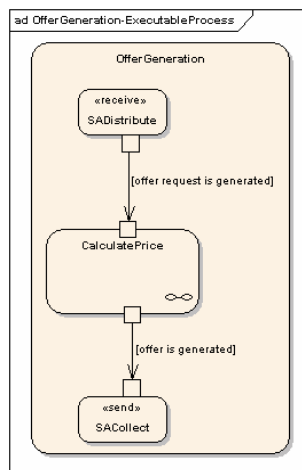 ad OfferGeneration-ExecutableProcess
OfferGeneration
«receive»
SADistribute
[offer request is generated]
CalculatePrice
[offer is generated]
«send»
SACollect